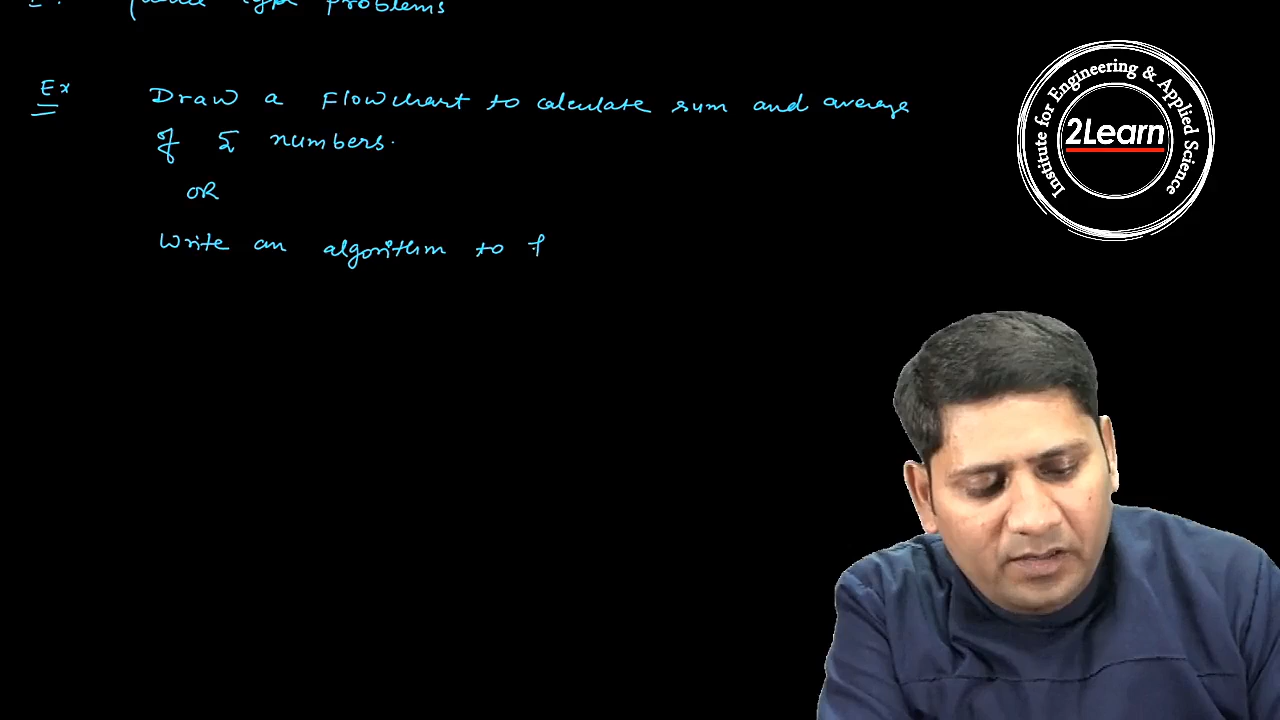 problems
Ex Draw a Flowchart to calculate sum and average
of 5 numbers.
OR
Write an algorithm to f
Institute for Engineering & Applied Science
2Learn